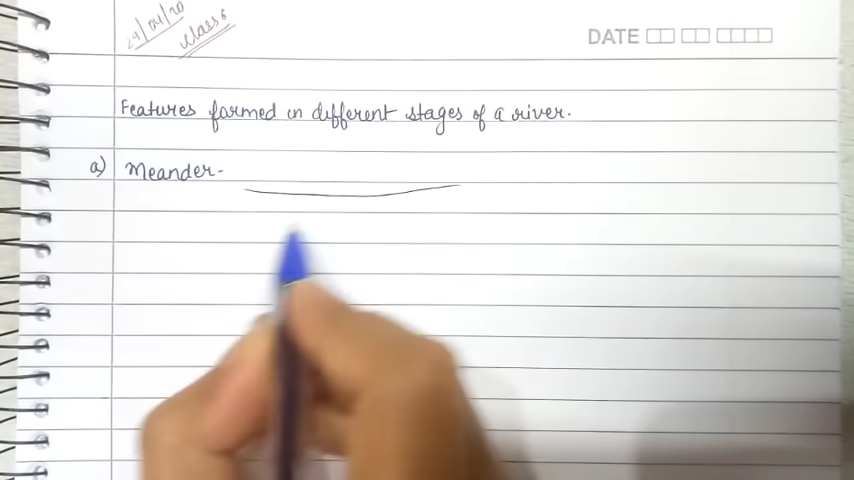 29/04/20
Class 6
DATE
Features formed in different stages of a river.
a) Meander-